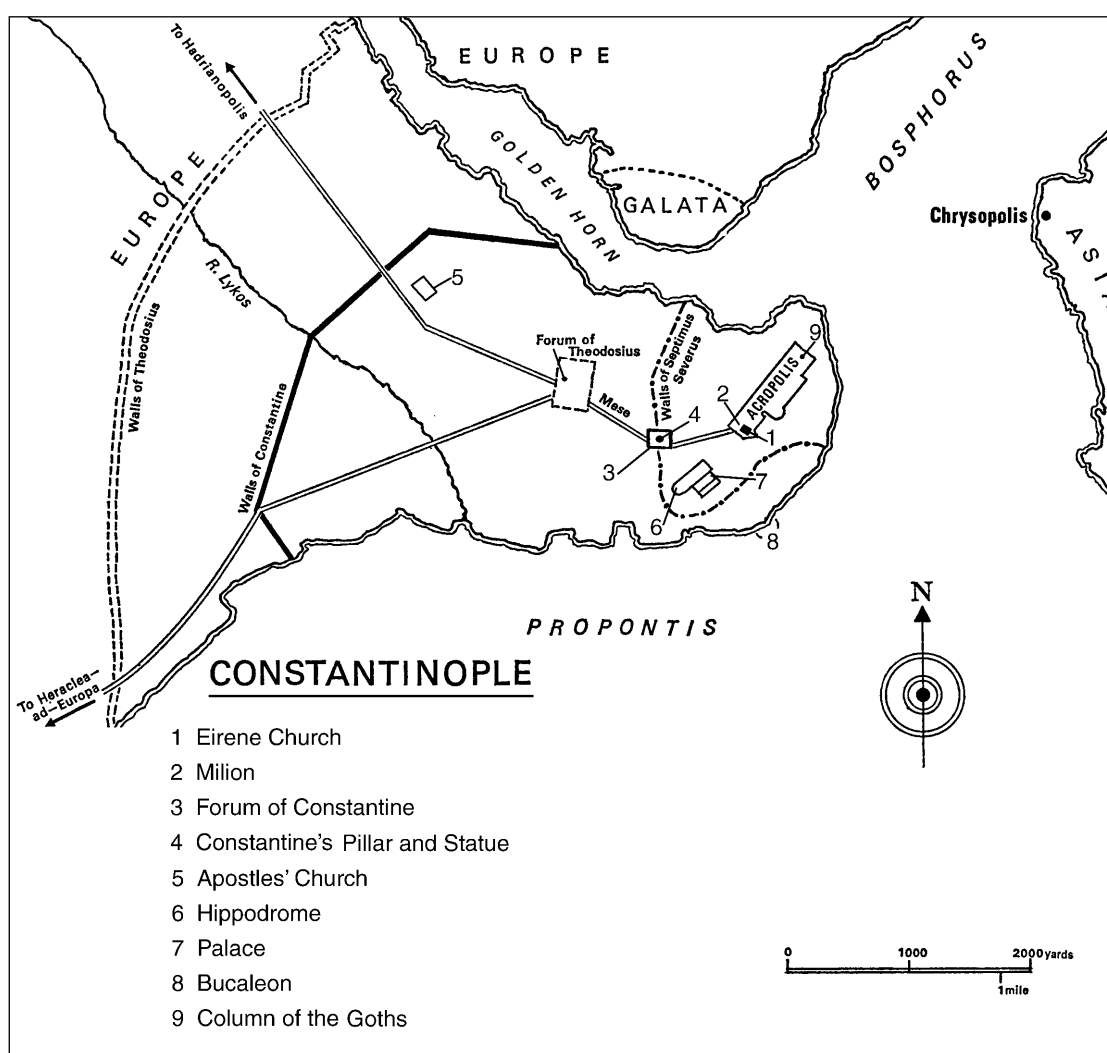 To Hadrianopolis
EUROPE
BOSPHORUS
GOLDEN HORN
EUROPE
GALATA
Chrysopolis
ASI
R. Lykos
5
Walls of Theodosius
Forum of
Theodosius
Walls of Septimus
Severus
9
ACROPOLIS
Mese
4
2
1
Walls of Constantine
3
7
6
8
PROPONTIS
N
To Heraclea–
ad–Europa
CONSTANTINOPLE
1 Eirene Church
2 Milion
3 Forum of Constantine
4 Constantine's Pillar and Statue
5 Apostles' Church
6 Hippodrome
7 Palace
8 Bucaleon
9 Column of the Goths
0 1000 2000 yards
1 mile